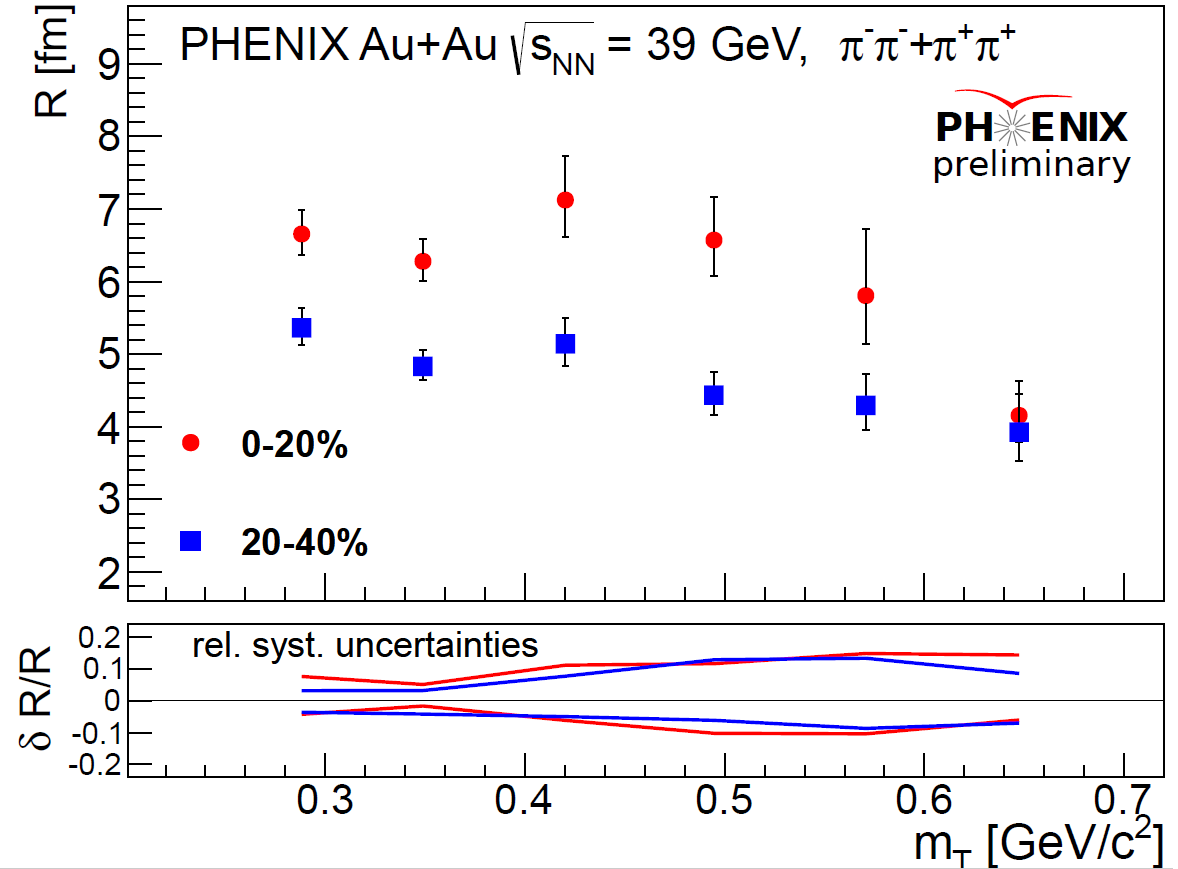 PHENIX Au+Au √sNN = 39 GeV, π-π-+π+π+
R [fm]
PHENIX
preliminary
9
8
7
6
5
4
3
2
0-20%
20-40%
rel. syst. uncertainties
δ R/R
0.2
0.1
0
-0.1
-0.2
0.3 0.4 0.5 0.6 0.7
mT [GeV/c2]